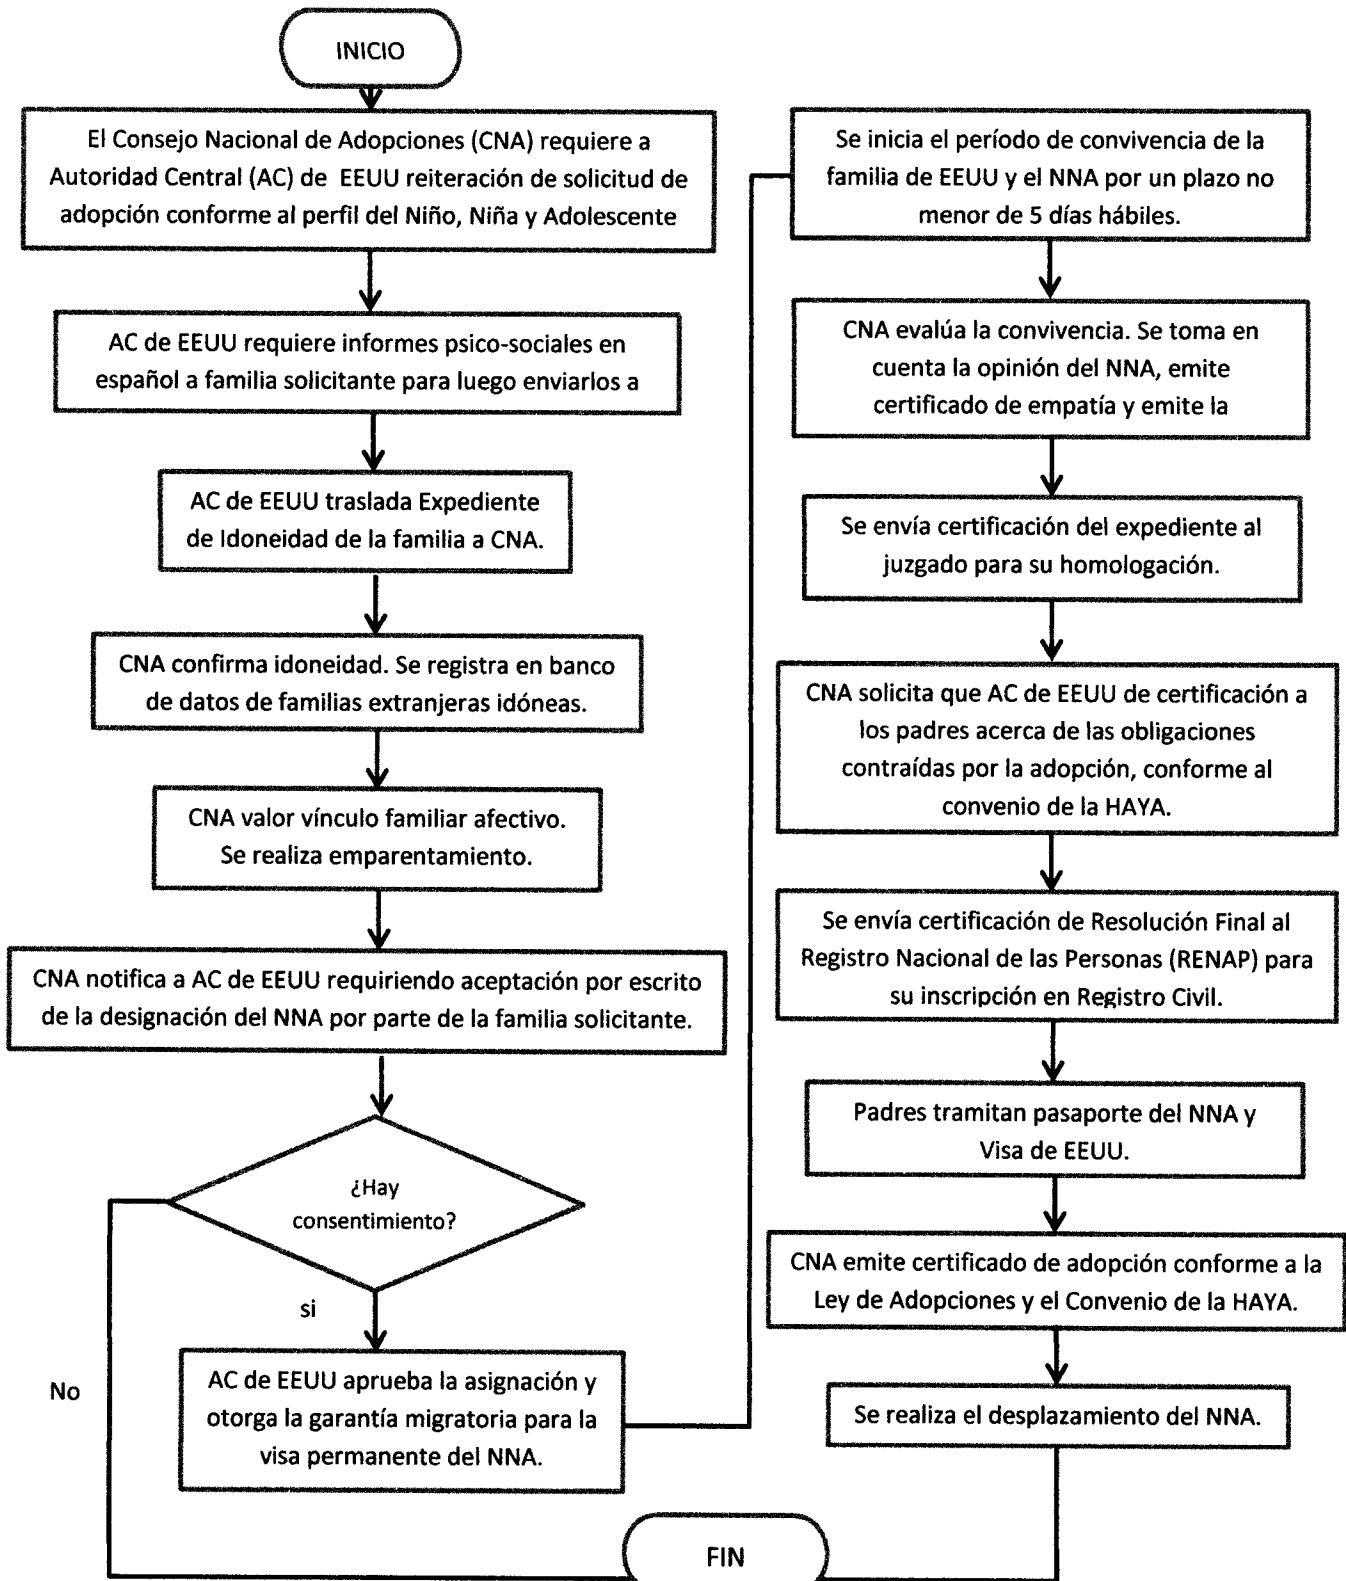 INICIO
El Consejo Nacional de Adopciones (CNA) requiere a
Autoridad Central (AC) de EEUU reiteración de solicitud de
adopción conforme al perfil del Niño, Niña y Adolescente
AC de EEUU requiere informes psico-sociales en
español a familia solicitante para luego enviarlos a
AC de EEUU traslada Expediente
de Idoneidad de la familia a CNA.
CNA confirma idoneidad. Se registra en banco
de datos de familias extranjeras idóneas.
CNA valor vínculo familiar afectivo.
Se realiza emparentamiento.
CNA notifica a AC de EEUU requiriendo aceptación por escrito
de la designación del NNA por parte de la familia solicitante.
¿Hay
consentimiento?
si
No
AC de EEUU aprueba la asignación y
otorga la garantía migratoria para la
visa permanente del NNA.
Se inicia el período de convivencia de la
familia de EEUU y el NNA por un plazo no
menor de 5 días hábiles.
CNA evalúa la convivencia. Se toma en
cuenta la opinión del NNA, emite
certificado de empatía y emite la
Se envía certificación del expediente al
juzgado para su homologación.
CNA solicita que AC de EEUU de certificación a
los padres acerca de las obligaciones
contraídas por la adopción, conforme al
convenio de la HAYA.
Se envía certificación de Resolución Final al
Registro Nacional de las Personas (RENAP) para
su inscripción en Registro Civil.
Padres tramitan pasaporte del NNA y
Visa de EEUU.
CNA emite certificado de adopción conforme a la
Ley de Adopciones y el Convenio de la HAYA.
Se realiza el desplazamiento del NNA.
FIN